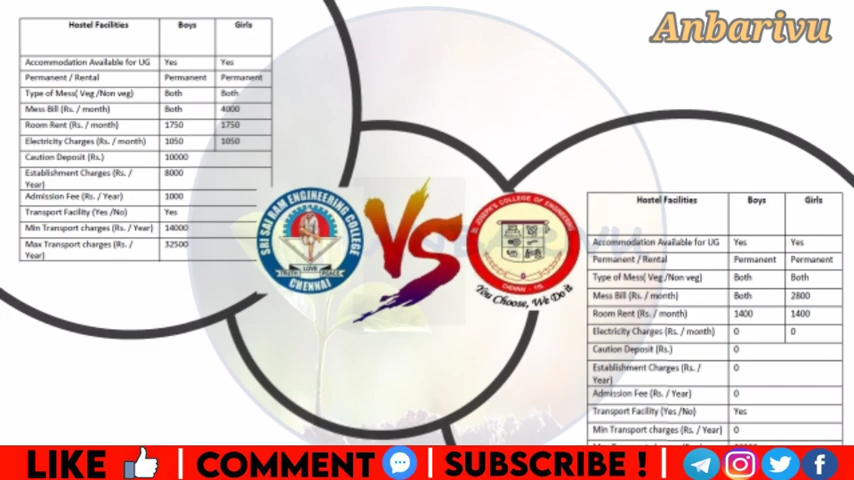 Anbarivu
Hostel Facilities Boys Girls
Accommodation Available for UG Yes Yes
Permanent / Rental Permanent Permanent
Type of Mess( Veg /Non veg) Both Both
Mess Bill (Rs. / month) Both 4000
Room Rent (Rs. / month) 1750 1750
Electricity Charges (Rs. / month) 1050 1050
Caution Deposit (Rs.) 10000
Establishment Charges (Rs. /
Year) 8000
Admission Fee (Rs. / Year) 1000
Transport Facility (Yes /No) Yes
Min Transport charges (Rs. / Year) 14000
Max Transport charges (Rs. /
Year) 32500
SRI SAI RAM ENGINEERING COLLEGE
TRUTH LOVE PEACE
CHENNAI
VS
ST. JOSEPH'S COLLEGE OF ENGINEERING
You Choose, We Do it
Hostel Facilities Boys Girls
Accommodation Available for UG Yes Yes
Permanent / Rental Permanent Permanent
Type of Mess( Veg /Non veg) Both Both
Mess Bill (Rs. / month) Both 2800
Room Rent (Rs. / month) 1400 1400
Electricity Charges (Rs. / month) 0 0
Caution Deposit (Rs.) 0
Establishment Charges (Rs. /
Year) 0
Admission Fee (Rs. / Year) 0
Transport Facility (Yes /No) Yes
Min Transport charges (Rs. / Year) 0
LIKE | COMMENT | SUBSCRIBE ! |